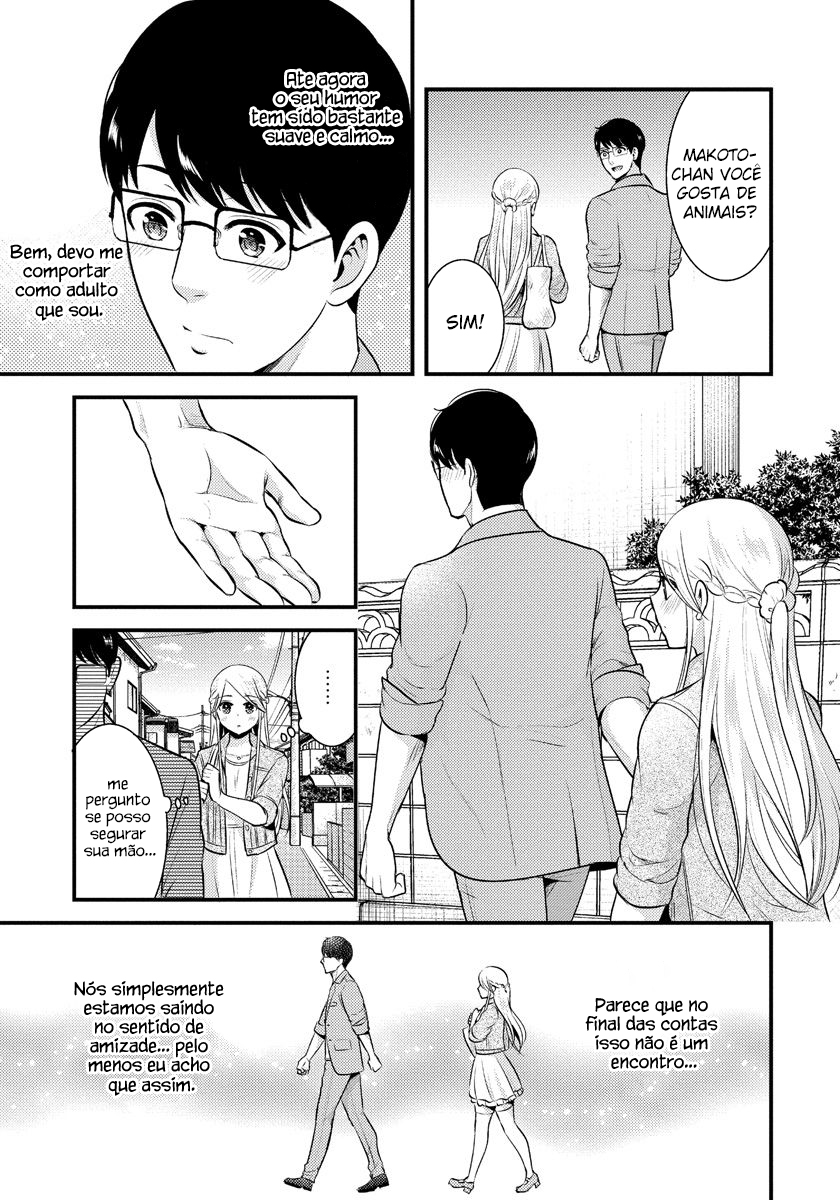 MAKOTO-
CHAN VOCÊ
GOSTA DE
ANIMAIS?
SIM!
Ate agora
o seu humor
tem sido bastante
suave e calmo...
Bem, devo me
comportar
como adulto
que sou.
......
me
pergunto
se posso
segurar
sua mão...
Parece que no
final das contas
isso não é um
encontro...
Nós simplesmente
estamos saindo
no sentido de
amizade... pelo
menos eu acho
que assim.